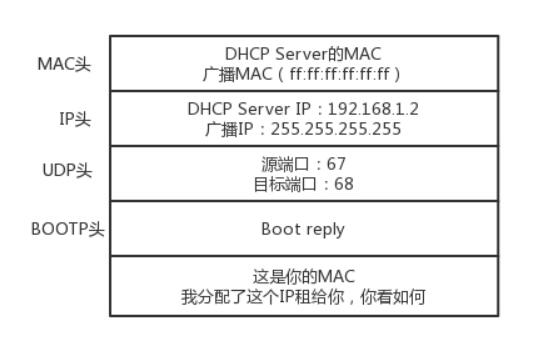 MAC头
DHCP Server的MAC
广播MAC（ff:ff:ff:ff:ff:ff）
IP头
DHCP Server IP：192.168.1.2
广播IP：255.255.255.255
UDP头
源端口：67
目标端口：68
BOOTP头
Boot reply
这是你的MAC
我分配了这个IP租给你，你看如何